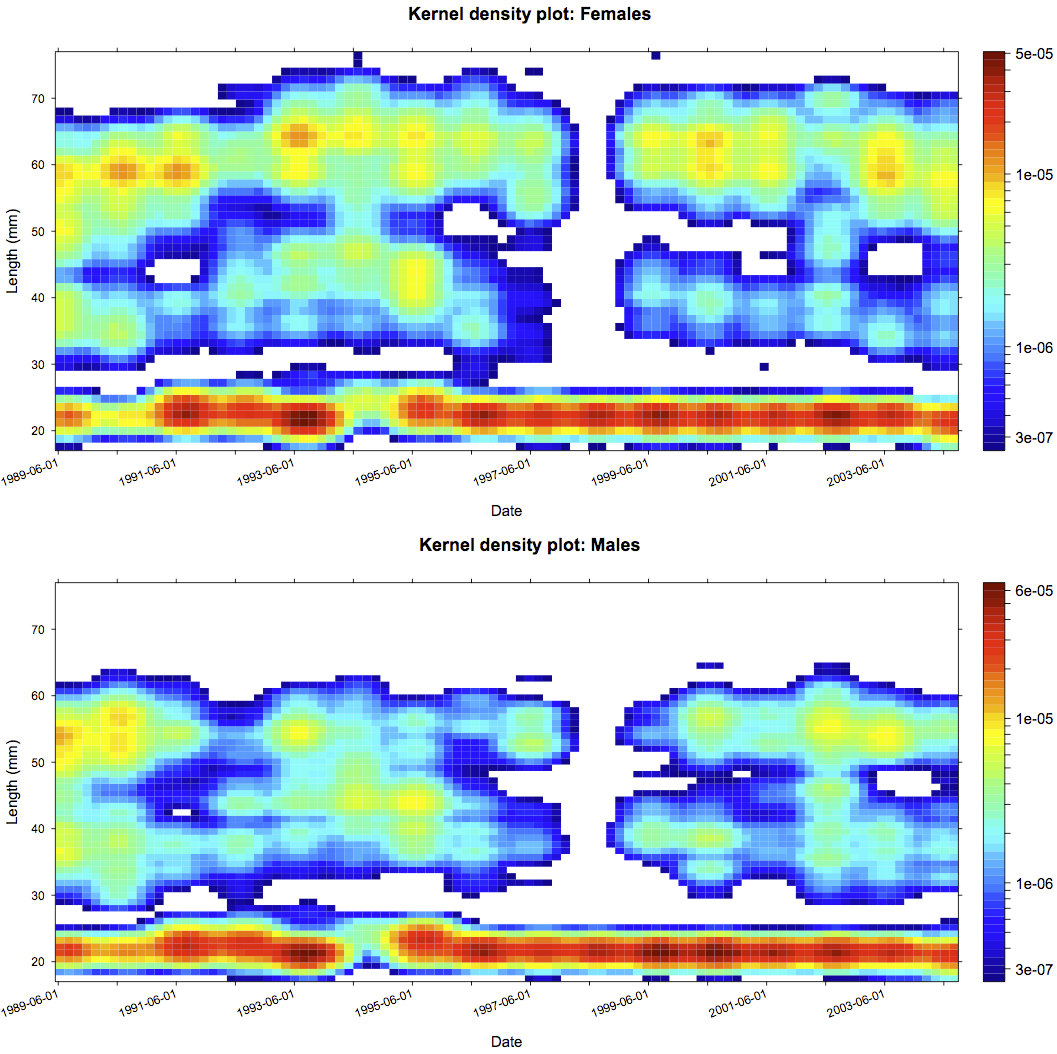 Kernel density plot: Females
5e-05
1e-05
1e-06
3e-07
Length (mm)
70
60
50
40
30
20
1989-06-01
1991-06-01
1993-06-01
1995-06-01
1997-06-01
1999-06-01
2001-06-01
2003-06-01
Date
Kernel density plot: Males
6e-05
1e-05
1e-06
3e-07
Length (mm)
70
60
50
40
30
20
1989-06-01
1991-06-01
1993-06-01
1995-06-01
1997-06-01
1999-06-01
2001-06-01
2003-06-01
Date